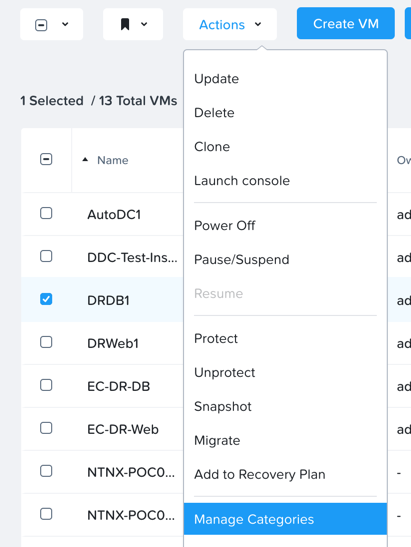 Actions
Create VM
1 Selected / 13 Total VMs
Name
AutoDC1
DDC-Test-Ins...
DRDB1
DRWeb1
EC-DR-DB
EC-DR-Web
NTNX-POC0...
NTNX-POC0...
Update
Delete
Clone
Launch console
Power Off
Pause/Suspend
Resume
Protect
Unprotect
Snapshot
Migrate
Add to Recovery Plan
Manage Categories
Ow
ad
ad
ad
ad
ad
ad
-
-